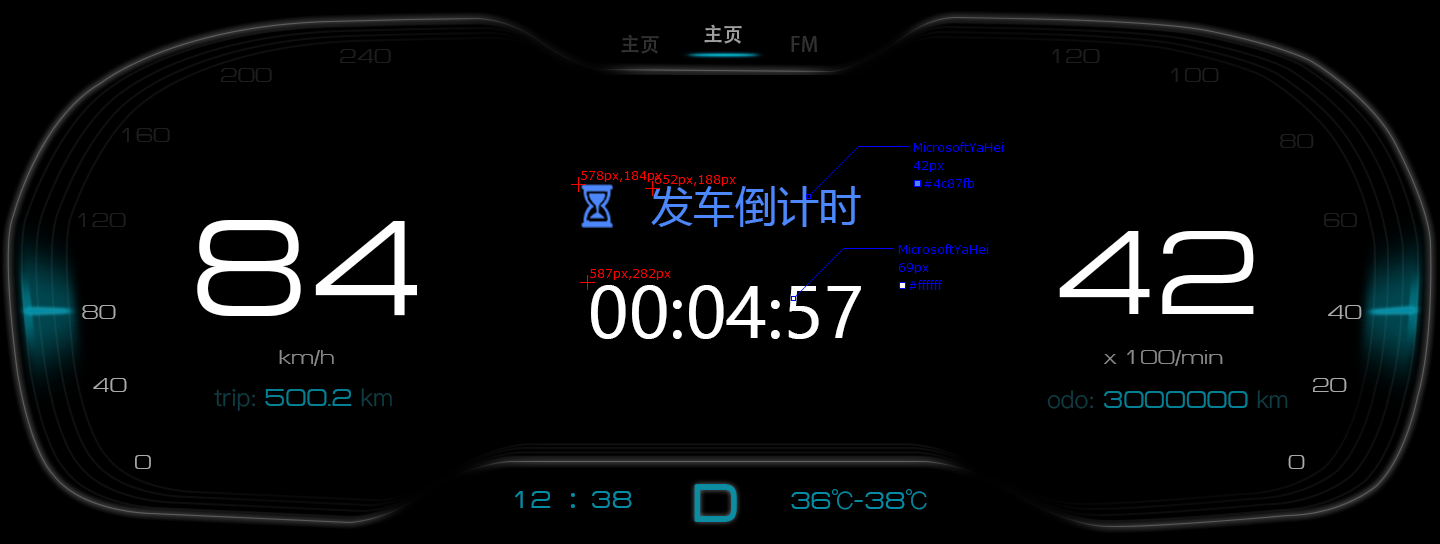 主页
主页
FM
240
200
160
120
80
40
0
120
100
80
60
40
20
0
84
km/h
trip: 500.2 km
578px,184px
652px,188px
发车倒计时
MicrosoftYaHei
42px
#4c87fb
587px,282px
00:04:57
MicrosoftYaHei
69px
#ffffff
42
x 100/min
odo: 3000000 km
12 : 38
D
36℃-38℃